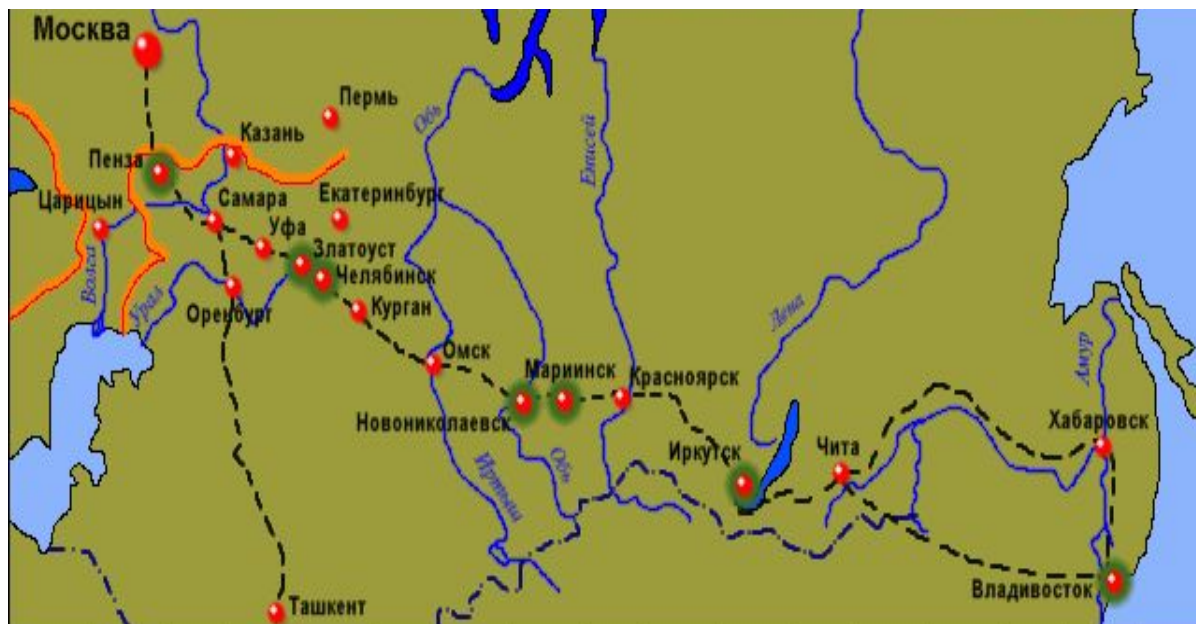 Москва
Пермь
Обь
Казань
Енисей
Пенза
Екатеринбург
Царицын
Самара
Уфа
Златоуст
Волга
Челябинск
Урал
Оренбург
Курган
Лена
Омск
Амур
Мариинск
Красноярск
Новониколаевск
Хабаровск
Иркутск
Чита
Обь
Иртыш
Владивосток
Ташкент